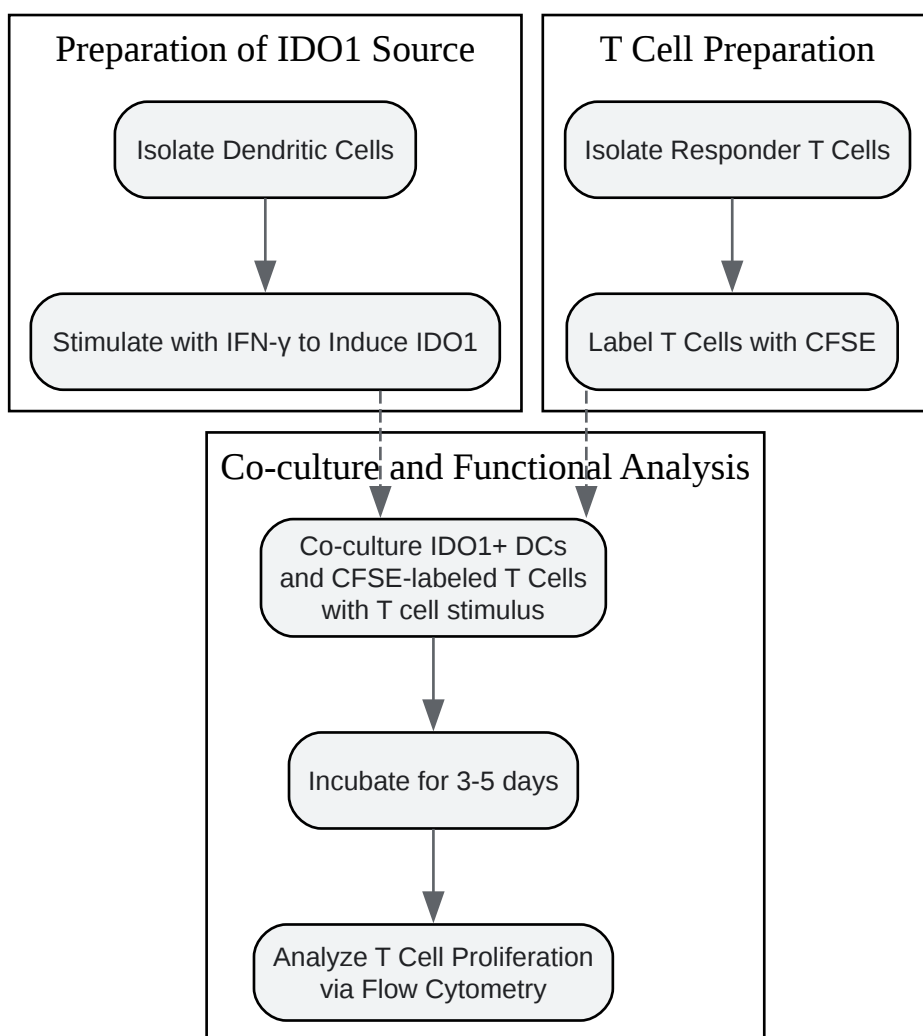 Preparation of IDO1 Source
Isolate Dendritic Cells
Stimulate with IFN-γ to Induce IDO1
T Cell Preparation
Isolate Responder T Cells
Label T Cells with CFSE
Co-culture and Functional Analysis
Co-culture IDO1+ DCs
and CFSE-labeled T Cells
with T cell stimulus
Incubate for 3-5 days
Analyze T Cell Proliferation
via Flow Cytometry